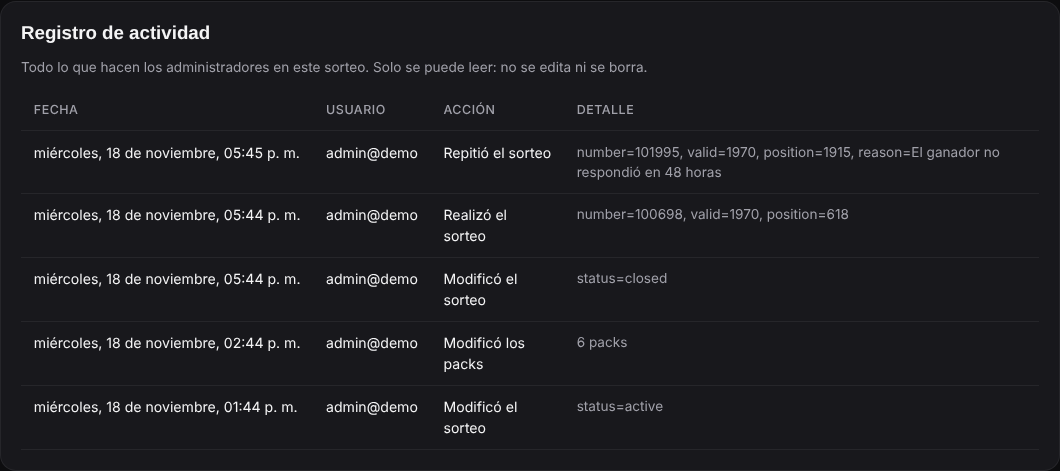 Registro de actividad
Todo lo que hacen los administradores en este sorteo. Solo se puede leer: no se edita ni se borra.
FECHA USUARIO ACCIÓN DETALLE
miércoles, 18 de noviembre, 05:45 p. m. admin@demo Repitió el sorteo number=101995, valid=1970, position=1915, reason=El ganador no
respondió en 48 horas
miércoles, 18 de noviembre, 05:44 p. m. admin@demo Realizó el number=100698, valid=1970, position=618
sorteo
miércoles, 18 de noviembre, 05:44 p. m. admin@demo Modificó el status=closed
sorteo
miércoles, 18 de noviembre, 02:44 p. m. admin@demo Modificó los 6 packs
packs
miércoles, 18 de noviembre, 01:44 p. m. admin@demo Modificó el status=active
sorteo